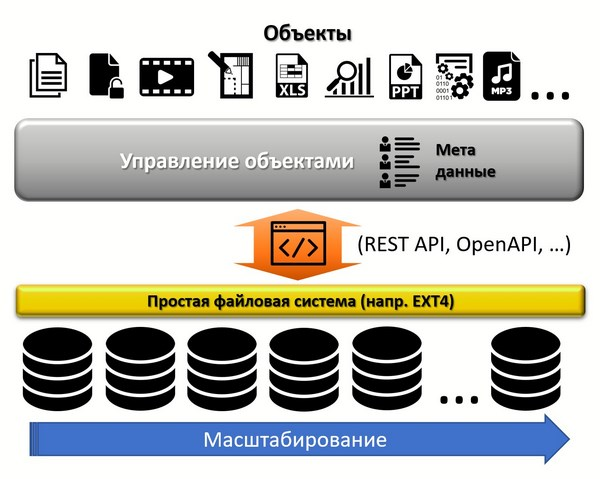 Объекты
XLS
PPT
01
0110
0001
0110
MP3
...
Управление объектами
Мета
данные
</>
(REST API, OpenAPI, ...)
Простая файловая система (напр. EXT4)
...
Масштабирование